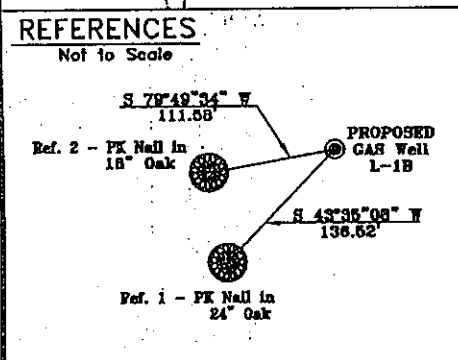 REFERENCES
Not to Scale
S 79°49'34" W
111.58'
Ref. 2 - PK Nail in
18" Oak
PROPOSED
GAS Well
L-1B
S 43°35'08" W
136.52'
Ref. 1 - PK Nail in
24" Oak